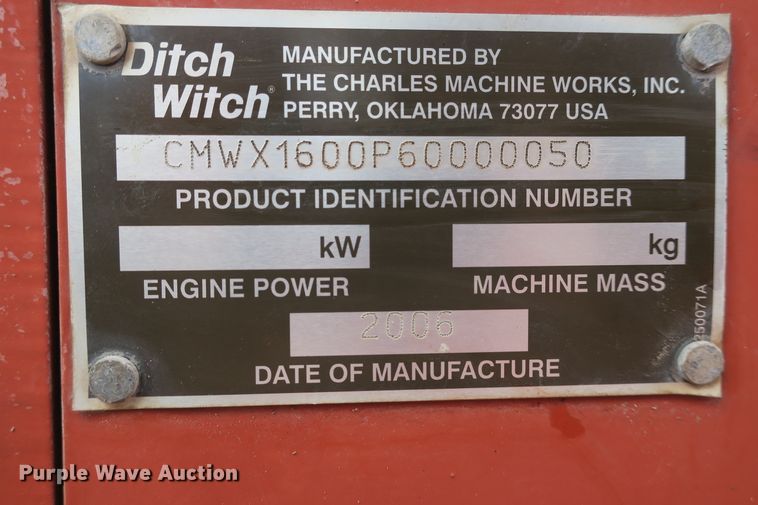 Ditch Witch®
MANUFACTURED BY
THE CHARLES MACHINE WORKS, INC.
PERRY, OKLAHOMA 73077 USA
CMWX1600P60000050
PRODUCT IDENTIFICATION NUMBER
kW
kg
ENGINE POWER
MACHINE MASS
2006
DATE OF MANUFACTURE
250071A
Purple Wave Auction